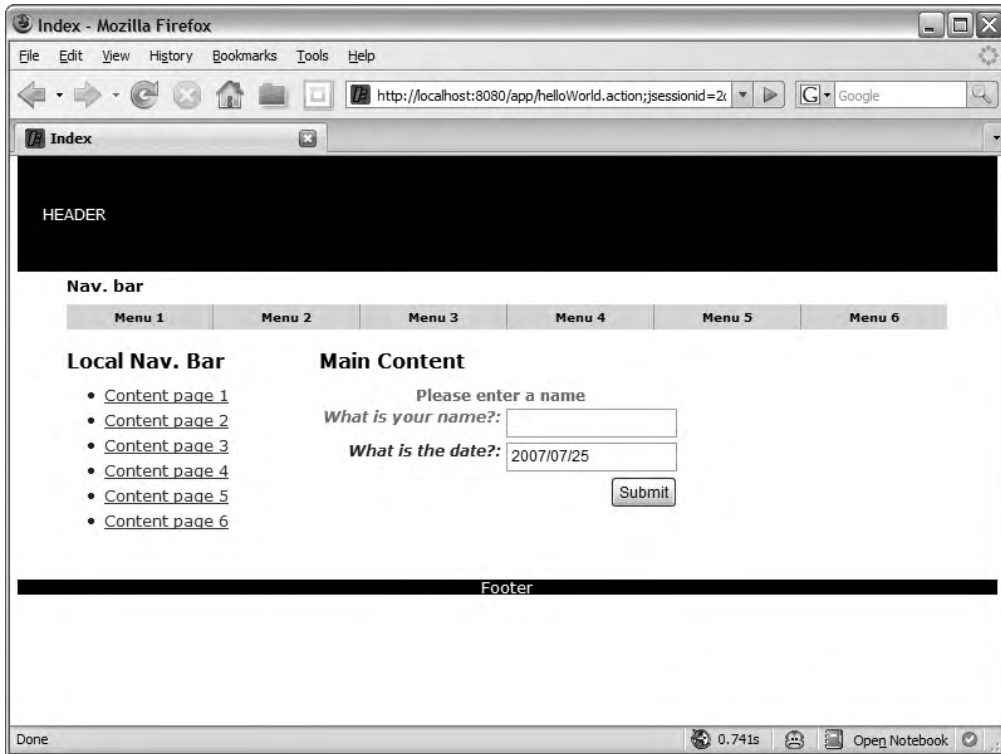 Index - Mozilla Firefox
File Edit View History Bookmarks Tools Help
http://localhost:8080/app/helloWorld.action;jsessionid=2
G Google
Index
HEADER
Nav. bar
Menu 1 Menu 2 Menu 3 Menu 4 Menu 5 Menu 6
Local Nav. Bar
Content page 1
Content page 2
Content page 3
Content page 4
Content page 5
Content page 6
Main Content
Please enter a name
What is your name?:
What is the date?: 2007/07/25
Submit
Footer
Done 0.741s Open Notebook